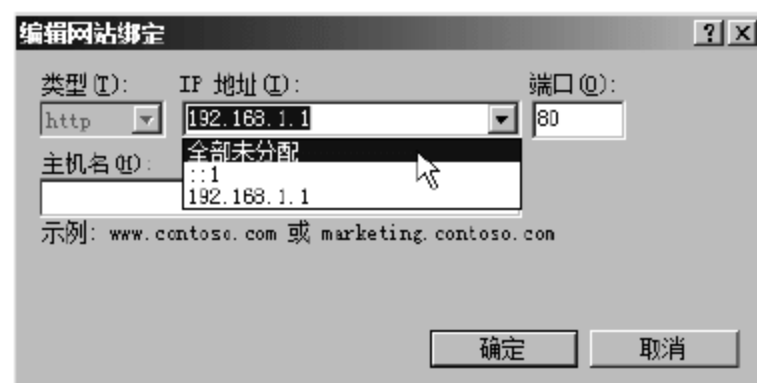 编辑网站绑定
类型(T): IP 地址(I): 端口(O):
http 192.168.1.1 80
全部未分配
主机名(H):
::1
192.168.1.1
示例: www.contoso.com 或 marketing.contoso.com
确定 取消